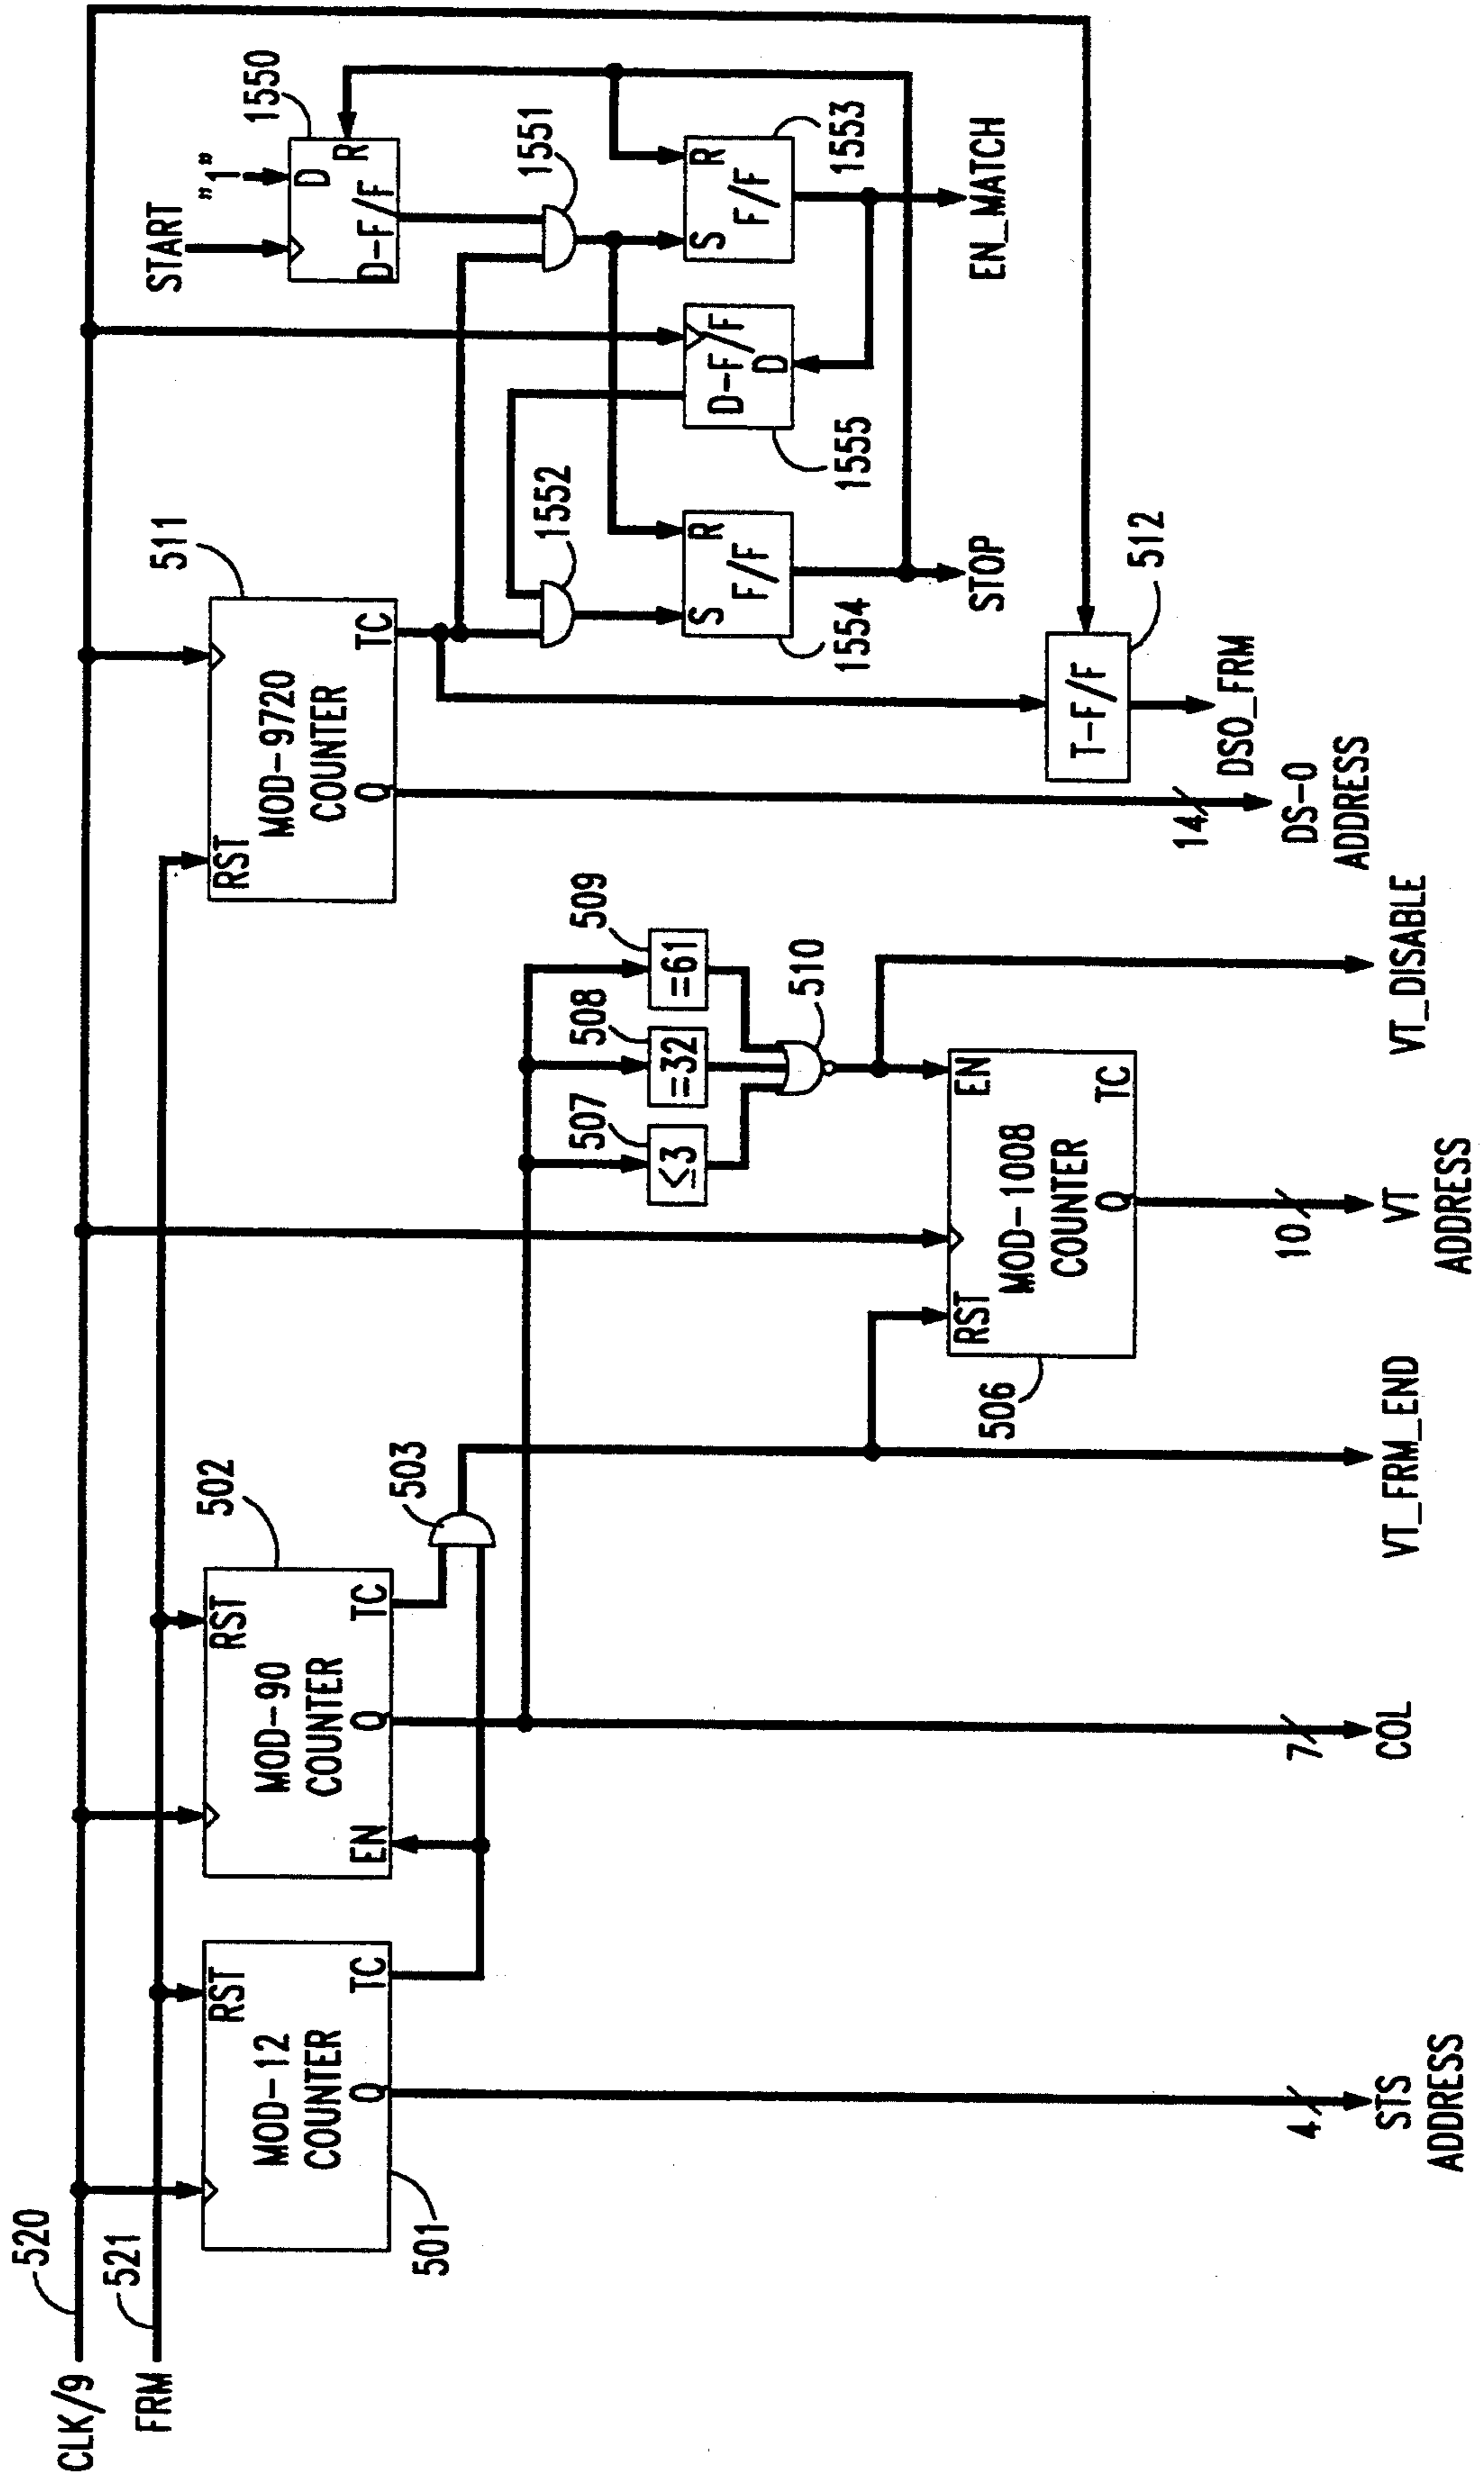 CLK/9
520
FRM
521
MOD-12
COUNTER
RST
Q
TC
501
MOD-90
COUNTER
RST
EN
Q
TC
502
503
MOD-1008
COUNTER
RST
EN
Q
TC
506
≤3
507
=32
508
=61
509
510
MOD-9720
COUNTER
RST
Q
TC
511
START
"1"
D
R
D-F/F
1550
1551
1552
S
R
F/F
1553
S
R
F/F
1554
D-F/F
D
1555
T-F/F
512
4
STS
ADDRESS
7
COL
VT_FRM_END
10
VT
ADDRESS
VT_DISABLE
14
DS-0
ADDRESS
DSO_FRM
STOP
EN_MATCH